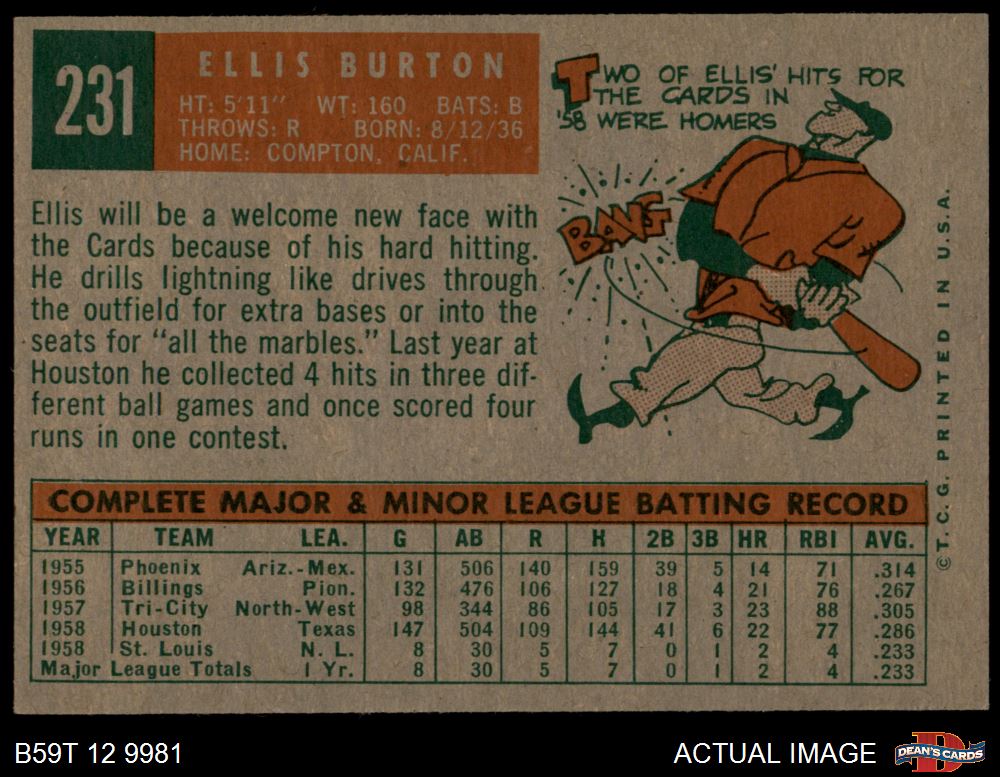 231
ELLIS BURTON
HT: 5'11" WT: 160 BATS: B
THROWS: R BORN: 8/12/36
HOME: COMPTON, CALIF.
TWO OF ELLIS' HITS FOR
THE CARDS IN
'58 WERE HOMERS
BANG
Ellis will be a welcome new face with
the Cards because of his hard hitting.
He drills lightning like drives through
the outfield for extra bases or into the
seats for "all the marbles." Last year at
Houston he collected 4 hits in three dif-
ferent ball games and once scored four
runs in one contest.
COMPLETE MAJOR & MINOR LEAGUE BATTING RECORD
YEAR TEAM LEA. G AB R H 2B 3B HR RBI AVG.
1955 Phoenix Ariz.-Mex. 131 506 140 159 39 5 14 71 .314
1956 Billings Pion. 132 476 106 127 18 4 21 76 .267
1957 Tri-City North-West 98 344 86 105 17 3 23 88 .305
1958 Houston Texas 147 504 109 144 41 6 22 77 .286
1958 St. Louis N. L. 8 30 5 7 0 1 2 4 .233
Major League Totals 1 Yr. 8 30 5 7 0 1 2 4 .233
© T. C. G. PRINTED IN U.S.A.
B59T 12 9981
ACTUAL IMAGE
D
DEAN'S CARDS